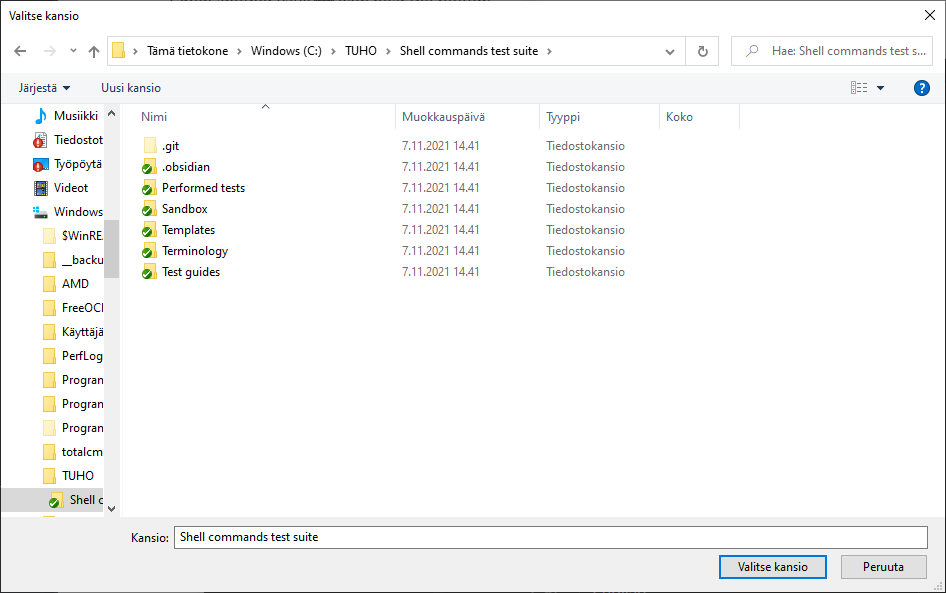 Valitse kansio
Tämä tietokone > Windows (C:) > TUHO > Shell commands test suite >
Hae: Shell commands test s...
Järjestä
Uusi kansio
?
Musiikki
Tiedostot
Työpöytä
Videot
Windows
$WinRE
__backu
AMD
FreeOC
Käyttäjä
PerfLog
Program
Program
Program
totalcm
TUHO
Shell c
Nimi Muokkauspäivä Tyyppi Koko
.git 7.11.2021 14.41 Tiedostokansio
.obsidian 7.11.2021 14.41 Tiedostokansio
Performed tests 7.11.2021 14.41 Tiedostokansio
Sandbox 7.11.2021 14.41 Tiedostokansio
Templates 7.11.2021 14.41 Tiedostokansio
Terminology 7.11.2021 14.41 Tiedostokansio
Test guides 7.11.2021 14.41 Tiedostokansio
Kansio: Shell commands test suite
Valitse kansio Peruuta